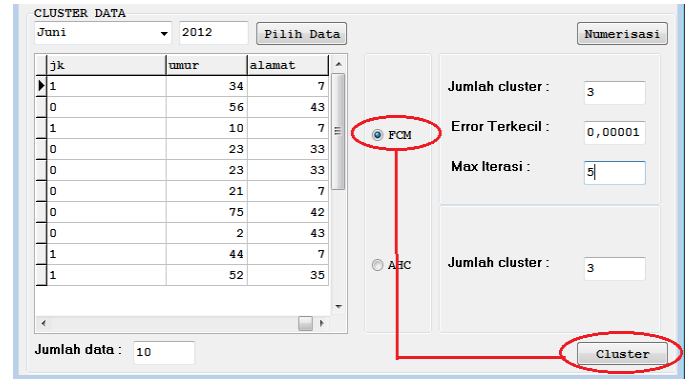 CLUSTER DATA
Juni 2012 Pilih Data Numerisasi
jk umur alamat
1 34 7
0 56 43
1 10 7
0 23 33
0 23 33
0 21 7
0 75 42
0 2 43
1 44 7
1 52 35
FCM
AHC
Jumlah cluster : 3
Error Terkecil : 0,00001
Max Iterasi : 5
Jumlah cluster : 3
Jumlah data : 10
Cluster